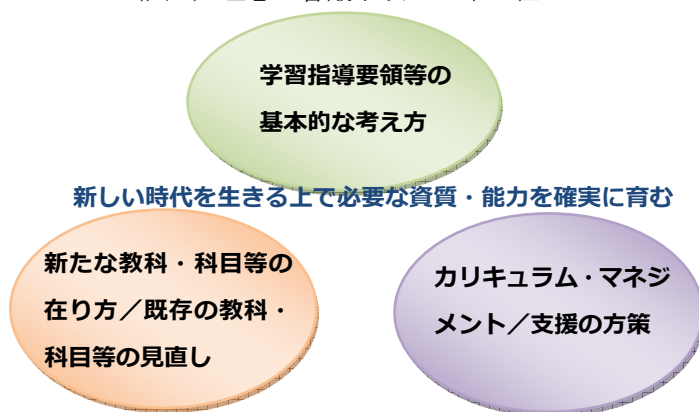 学習指導要領等の
基本的な考え方
新しい時代を生きる上で必要な資質・能力を確実に育む
新たな教科・科目等の
在り方／既存の教科・
科目等の見直し
カリキュラム・マネジ
メント／支援の方策